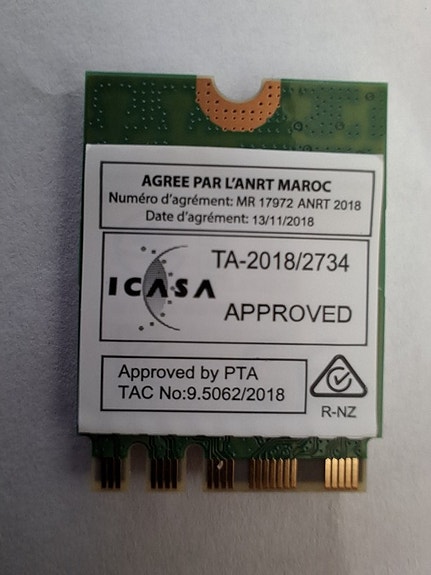 AGREE PAR L'ANRT MAROC
Numéro d'agrément: MR 17972 ANRT 2018
Date d'agrément: 13/11/2018
ICASA
TA-2018/2734
APPROVED
Approved by PTA
TAC No:9.5062/2018
R-NZ